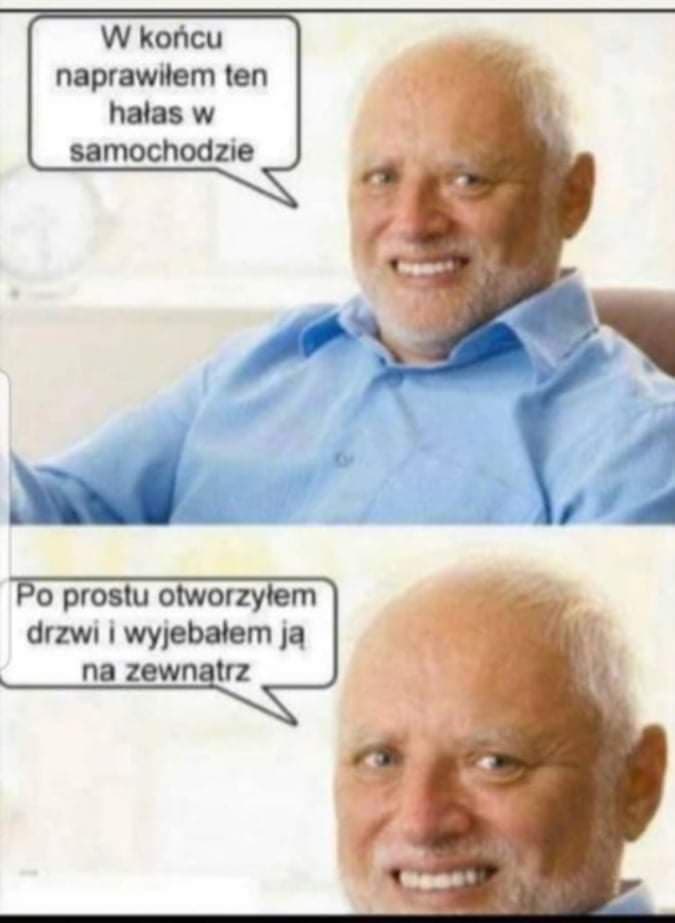 W końcu
naprawiłem ten
hałas w
samochodzie
Po prostu otworzyłem
drzwi i wyjebałem ją
na zewnątrz